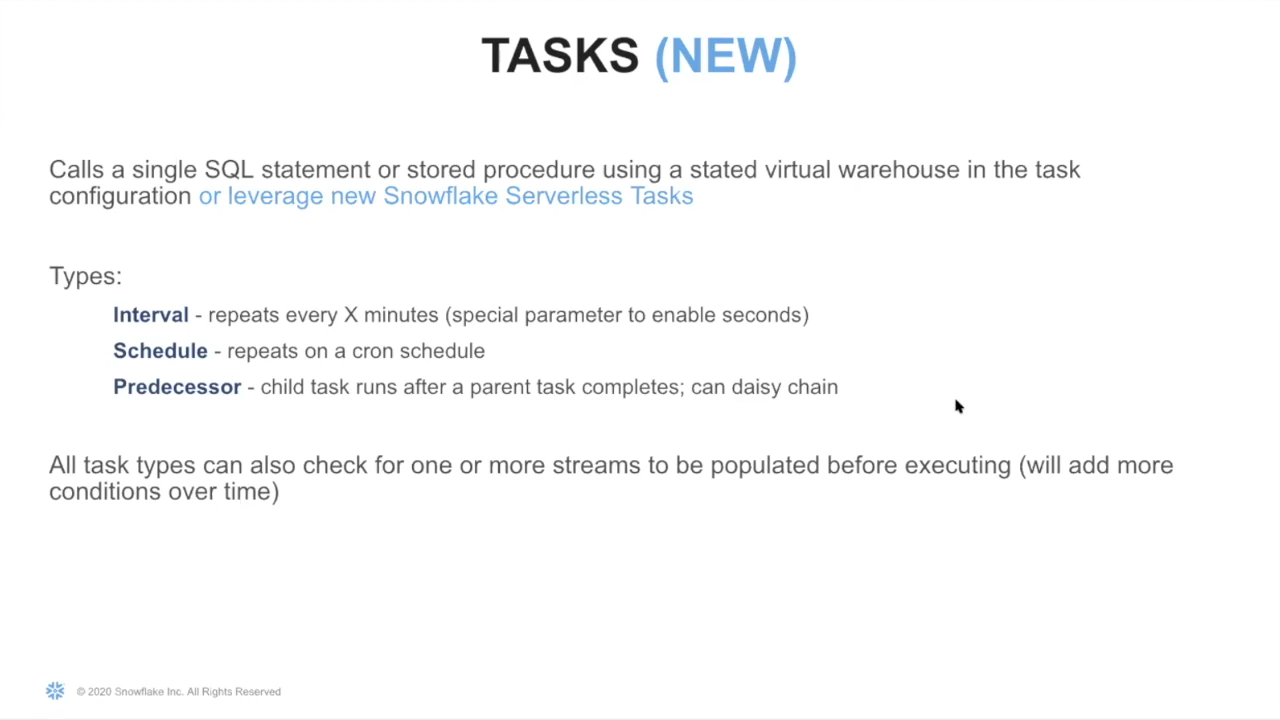 TASKS (NEW)
Calls a single SQL statement or stored procedure using a stated virtual warehouse in the task
configuration or leverage new Snowflake Serverless Tasks
Types:
Interval - repeats every X minutes (special parameter to enable seconds)
Schedule - repeats on a cron schedule
Predecessor - child task runs after a parent task completes; can daisy chain
All task types can also check for one or more streams to be populated before executing (will add more
conditions over time)
© 2020 Snowflake Inc. All Rights Reserved